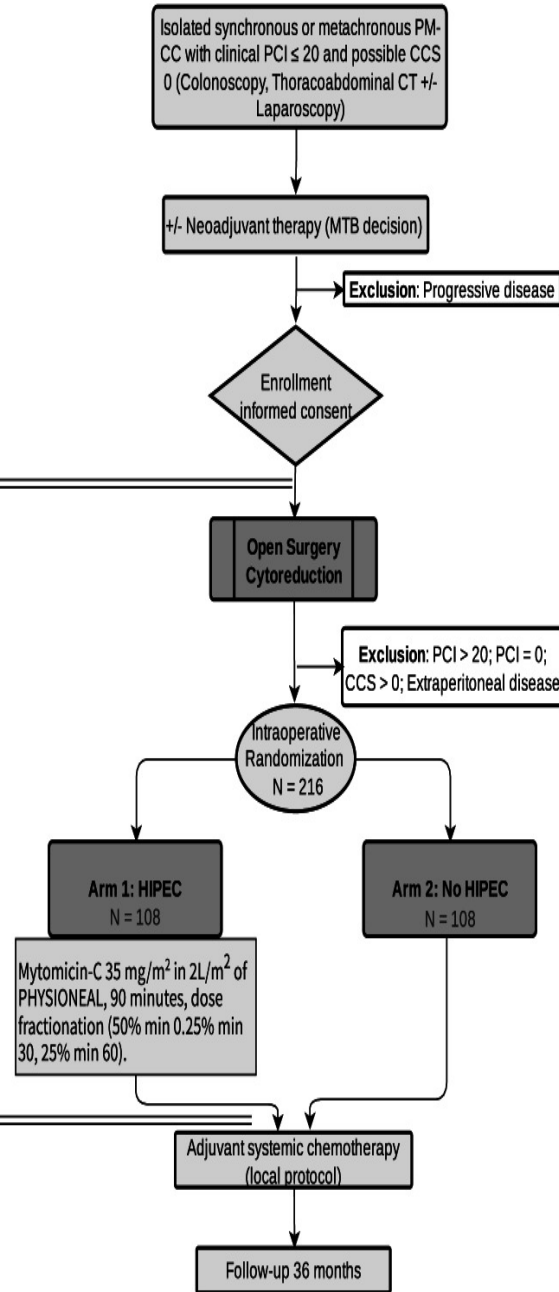 Isolated synchronous or metachronous PM-
CC with clinical PCI ≤ 20 and possible CCS
0 (Colonoscopy, Thoracoabdominal CT +/-
Laparoscopy)
+/- Neoadjuvant therapy (MTB decision)
Exclusion: Progressive disease
Enrollment
informed consent
Open Surgery
Cytoreduction
Exclusion: PCI > 20; PCI = 0;
CCS > 0; Extraperitoneal disease
Intraoperative
Randomization
N = 216
Arm 1: HIPEC
N = 108
Arm 2: No HIPEC
N = 108
Mytomicin-C 35 mg/m² in 2L/m² of
PHYSIONEAL, 90 minutes, dose
fractionation (50% min 0.25% min
30, 25% min 60).
Adjuvant systemic chemotherapy
(local protocol)
Follow-up 36 months